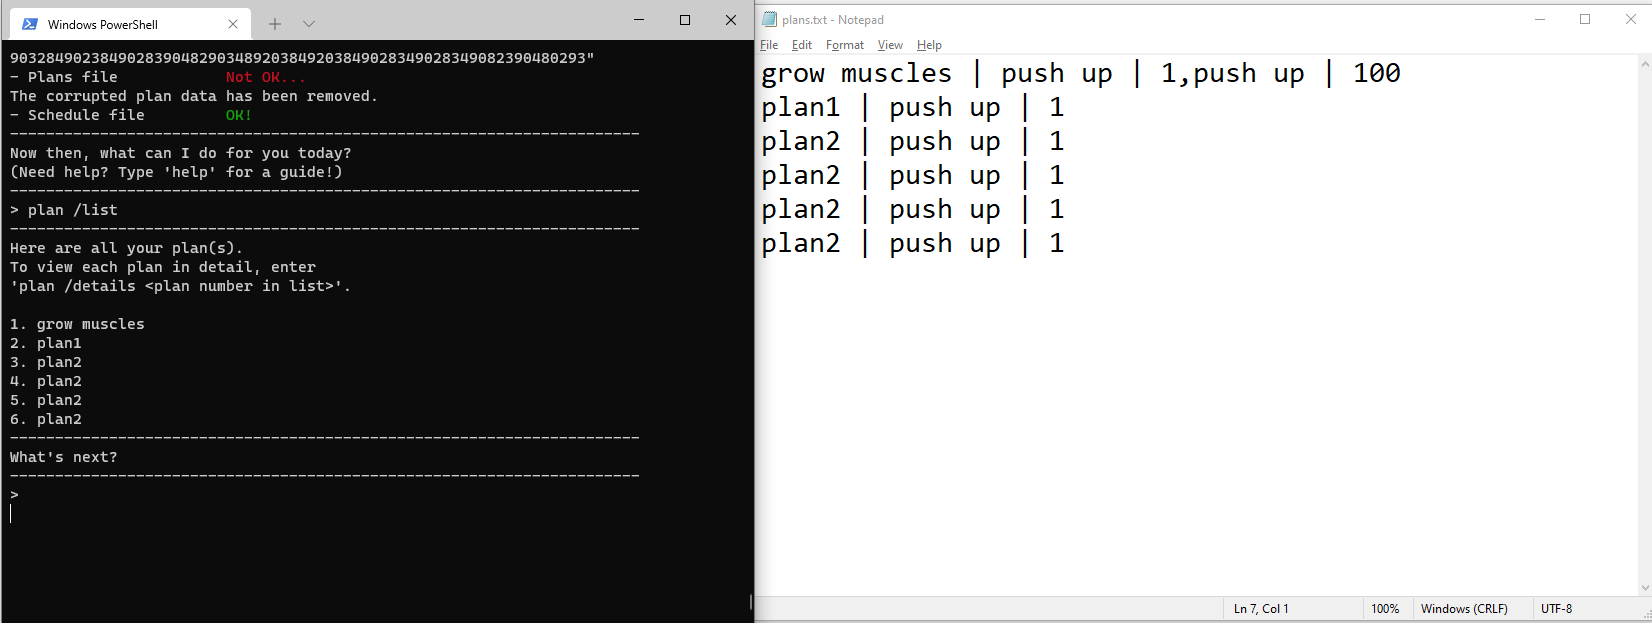 Windows PowerShell
9032849023849028390482903489203849203849028349028349082390480293"
- Plans file Not OK...
The corrupted plan data has been removed.
- Schedule file OK!
----------------------------------------------------------------------
Now then, what can I do for you today?
(Need help? Type 'help' for a guide!)
----------------------------------------------------------------------
> plan /list
----------------------------------------------------------------------
Here are all your plan(s).
To view each plan in detail, enter
'plan /details <plan number in list>'.
1. grow muscles
2. plan1
3. plan2
4. plan2
5. plan2
6. plan2
----------------------------------------------------------------------
What's next?
----------------------------------------------------------------------
>
plans.txt - Notepad
File Edit Format View Help
grow muscles | push up | 1,push up | 100
plan1 | push up | 1
plan2 | push up | 1
plan2 | push up | 1
plan2 | push up | 1
plan2 | push up | 1
Ln 7, Col 1 100% Windows (CRLF) UTF-8